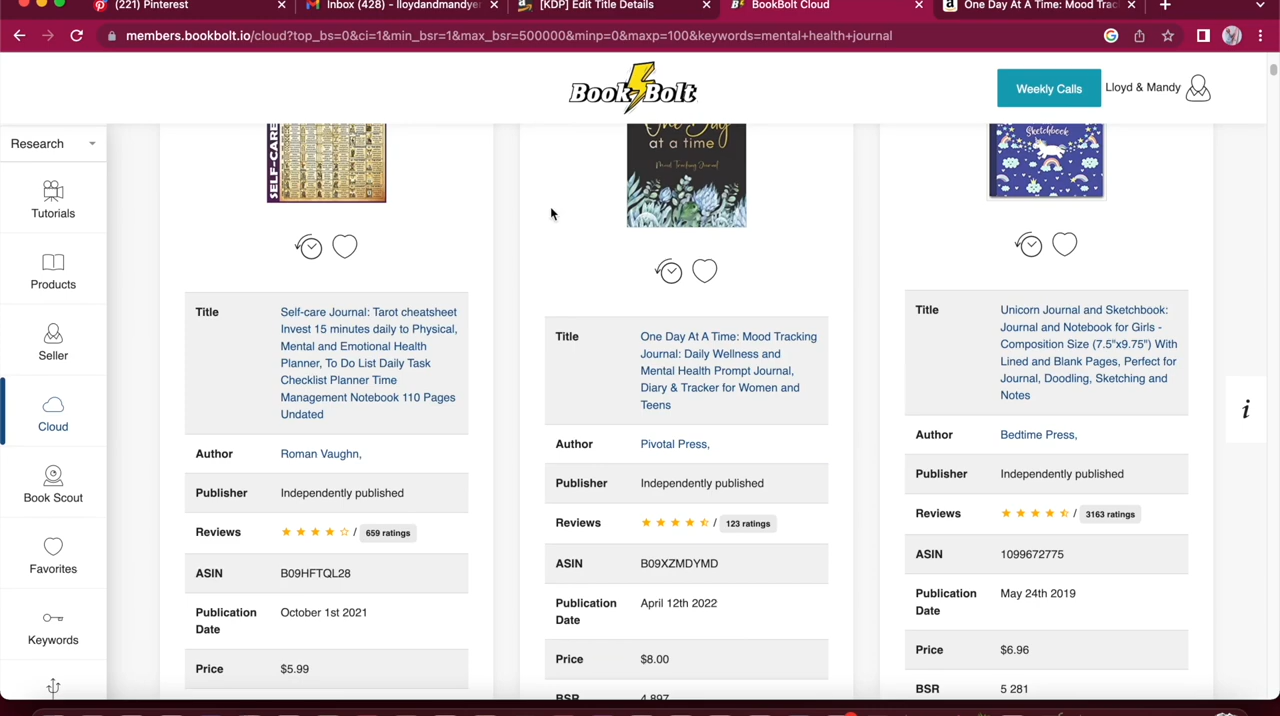 (221) Pinterest
Inbox (428) - lloydandmandye
[KDP] Edit Title Details
BookBolt Cloud
One Day At A Time: Mood Trac
members.bookbolt.io/cloud?top_bs=0&ci=1&min_bsr=1&max_bsr=500000&minp=0&maxp=100&keywords=mental+health+journal
Book Bolt
Weekly Calls
Lloyd & Mandy
Research
Tutorials
Products
Seller
Cloud
Book Scout
Favorites
Keywords
SELF-CARE
Title
Self-care Journal: Tarot cheatsheet
Invest 15 minutes daily to Physical,
Mental and Emotional Health
Planner, To Do List Daily Task
Checklist Planner Time
Management Notebook 110 Pages
Undated
Author
Roman Vaughn,
Publisher
Independently published
Reviews
/ 659 ratings
ASIN
B09HFTQL28
Publication
Date
October 1st 2021
Price
$5.99
One Day
at a time
Mood Tracking Journal
Title
One Day At A Time: Mood Tracking
Journal: Daily Wellness and
Mental Health Prompt Journal,
Diary & Tracker for Women and
Teens
Author
Pivotal Press,
Publisher
Independently published
Reviews
/ 123 ratings
ASIN
B09XZMDYMD
Publication
Date
April 12th 2022
Price
$8.00
BSR
4 897
Sketchbook
Title
Unicorn Journal and Sketchbook:
Journal and Notebook for Girls -
Composition Size (7.5"x9.75") With
Lined and Blank Pages, Perfect for
Journal, Doodling, Sketching and
Notes
Author
Bedtime Press,
Publisher
Independently published
Reviews
/ 3163 ratings
ASIN
1099672775
Publication
Date
May 24th 2019
Price
$6.96
BSR
5 281
i